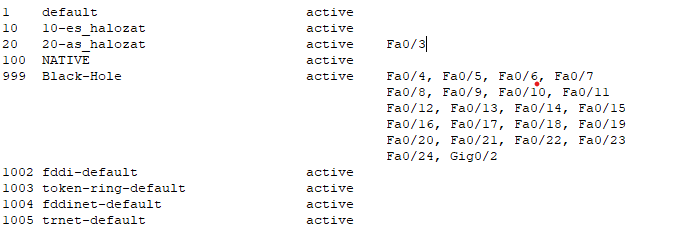 1    default                          active
10   10-es_halozat                    active
20   20-as_halozat                    active    Fa0/3
100  NATIVE                           active
999  Black-Hole                       active    Fa0/4, Fa0/5, Fa0/6, Fa0/7
                                                Fa0/8, Fa0/9, Fa0/10, Fa0/11
                                                Fa0/12, Fa0/13, Fa0/14, Fa0/15
                                                Fa0/16, Fa0/17, Fa0/18, Fa0/19
                                                Fa0/20, Fa0/21, Fa0/22, Fa0/23
                                                Fa0/24, Gig0/2
1002 fddi-default                     active
1003 token-ring-default               active
1004 fddinet-default                  active
1005 trnet-default                    active